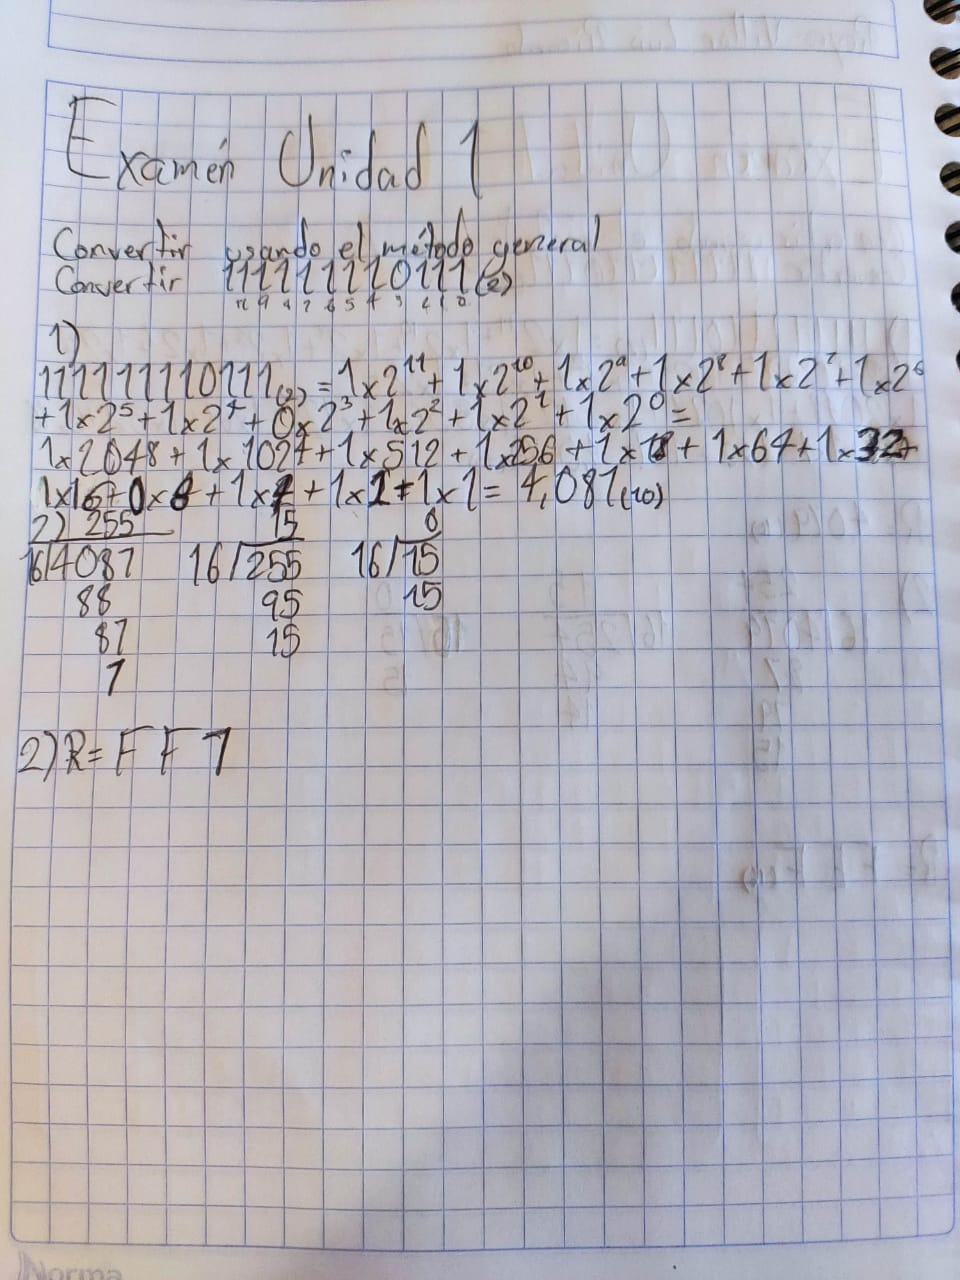 Examén Unidad 1
Convertir usando el método general
Convertir 111111110111(2)
1)
111111110111(2) = 1x2^11 + 1x2^10 + 1x2^9 + 1x2^8 + 1x2^7 + 1x2^6
+ 1x2^5 + 1x2^4 + 0x2^3 + 1x2^2 + 1x2^1 + 1x2^0 =
1x2048 + 1x1024 + 1x512 + 1x256 + 1x + 1x64 + 1x32+
1x16+0x8 + 1x4 + 1x2+1x1 = 4,087(10)
2) 255 15 0
16/4087 16/255 16/15
88 95 15
87 15
7
2) R= F F 7
Norma